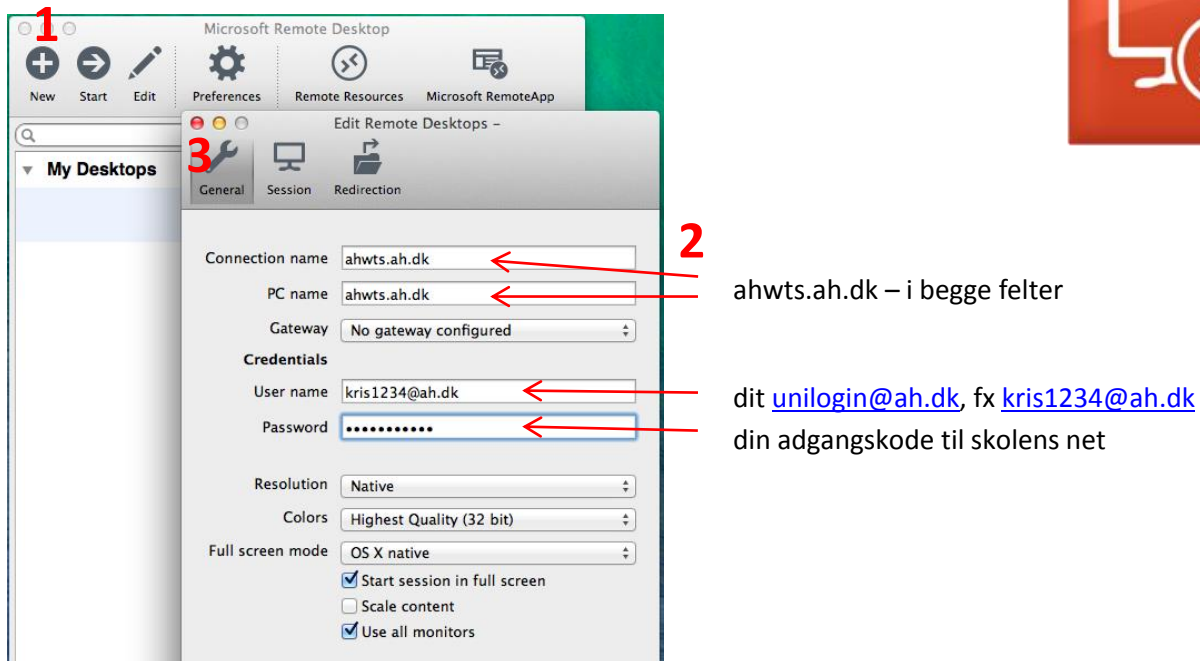 1
Microsoft Remote Desktop
New Start Edit Preferences Remote Resources Microsoft RemoteApp
Edit Remote Desktops –
3
My Desktops
General Session Redirection
2
Connection name ahwts.ah.dk
PC name ahwts.ah.dk
ahwts.ah.dk – i begge felter
Gateway No gateway configured
Credentials
User name kris1234@ah.dk
dit unilogin@ah.dk, fx kris1234@ah.dk
Password •••••••••••
din adgangskode til skolens net
Resolution Native
Colors Highest Quality (32 bit)
Full screen mode OS X native
Start session in full screen
Scale content
Use all monitors